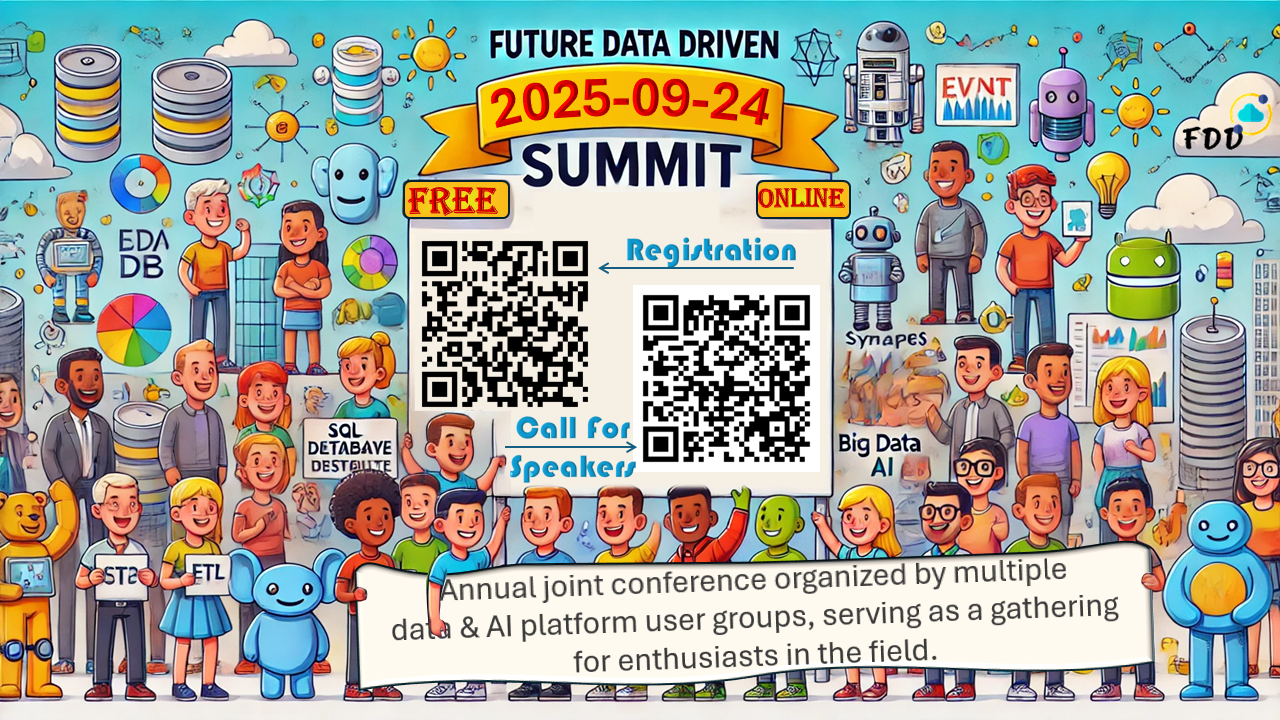 FUTURE DATA DRIVEN
2025-09-24
SUMMIT
FREE
ONLINE
EVNT
FDD
EDA
DB
Registration
Synapes
Call For
Speakers
SQL
DETABAVE
DESTBUTE
Big Data
AI
STB
ETL
Annual joint conference organized by multiple
data & AI platform user groups, serving as a gathering
for enthusiasts in the field.